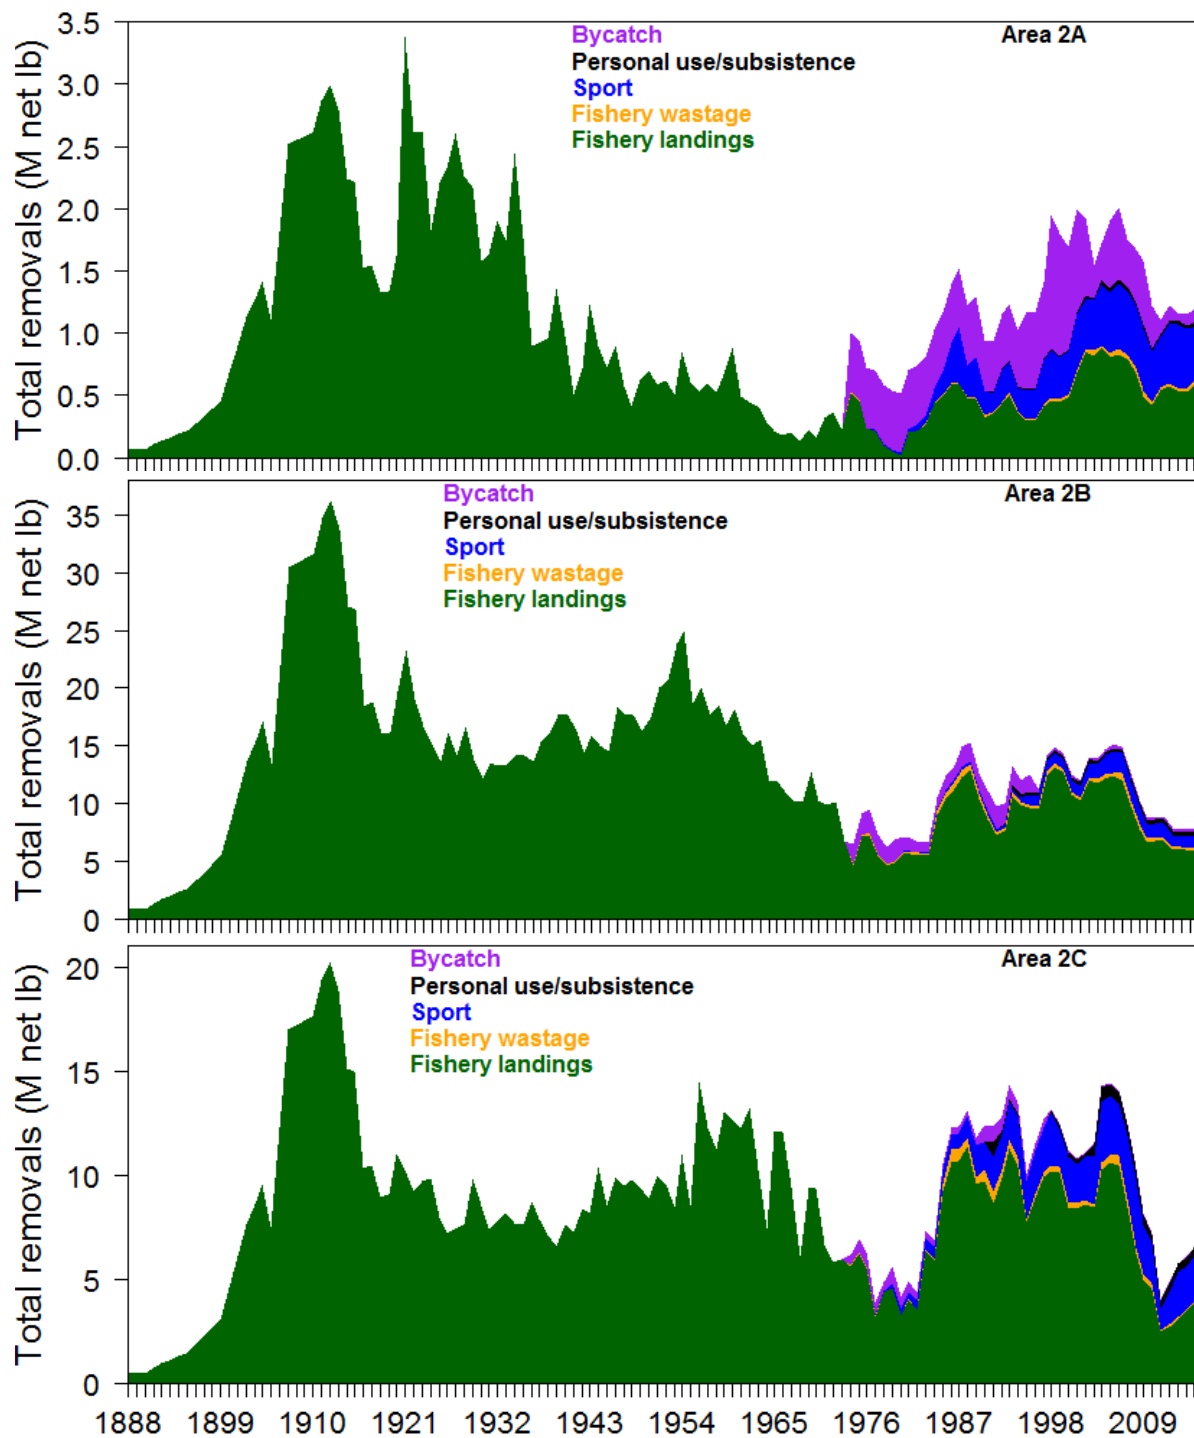 Total removals (M net lb)
3.5
3.0
2.5
2.0
1.5
1.0
0.5
0.0
Bycatch
Personal use/subsistence
Sport
Fishery wastage
Fishery landings
Area 2A
Total removals (M net lb)
35
30
25
20
15
10
5
0
Bycatch
Personal use/subsistence
Sport
Fishery wastage
Fishery landings
Area 2B
Total removals (M net lb)
20
15
10
5
0
Bycatch
Personal use/subsistence
Sport
Fishery wastage
Fishery landings
Area 2C
1888 1899 1910 1921 1932 1943 1954 1965 1976 1987 1998 2009